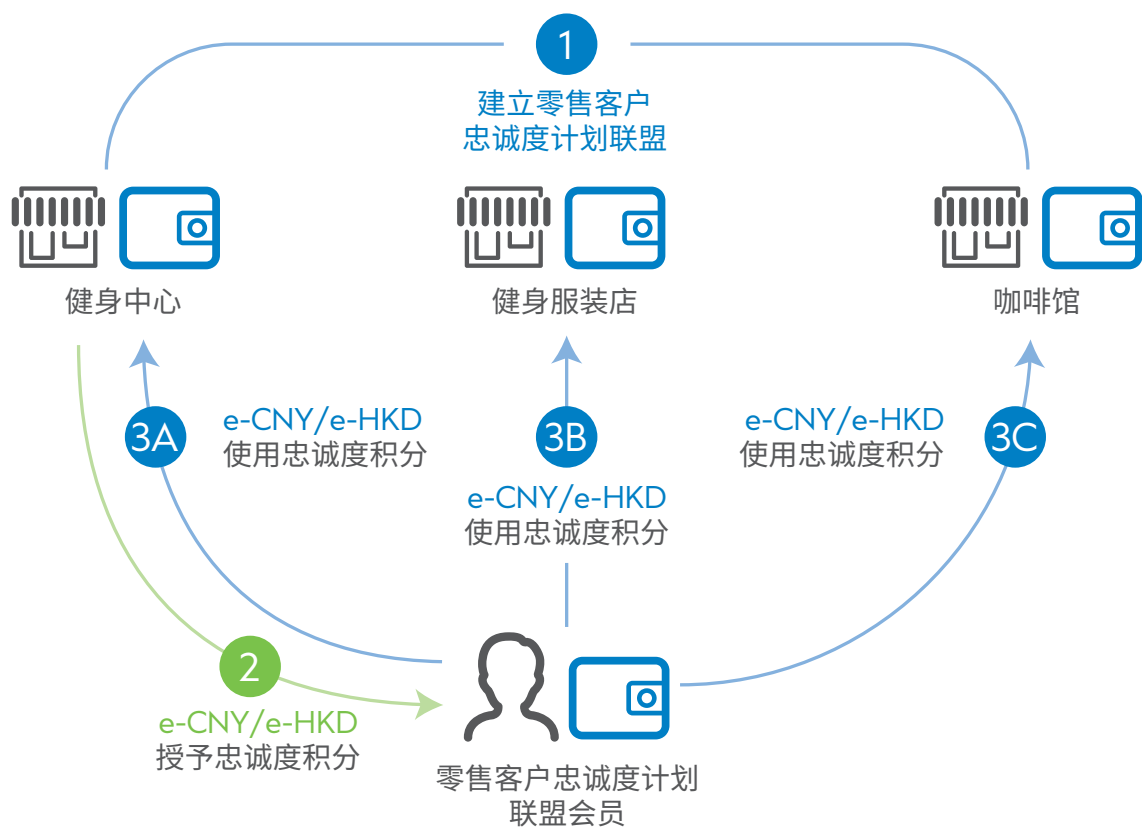 1
建立零售客户
忠诚度计划联盟
健身中心
健身服装店
咖啡馆
3A
e-CNY/e-HKD
使用忠诚度积分
3B
e-CNY/e-HKD
使用忠诚度积分
e-CNY/e-HKD
使用忠诚度积分
3C
2
e-CNY/e-HKD
授予忠诚度积分
零售客户忠诚度计划
联盟会员